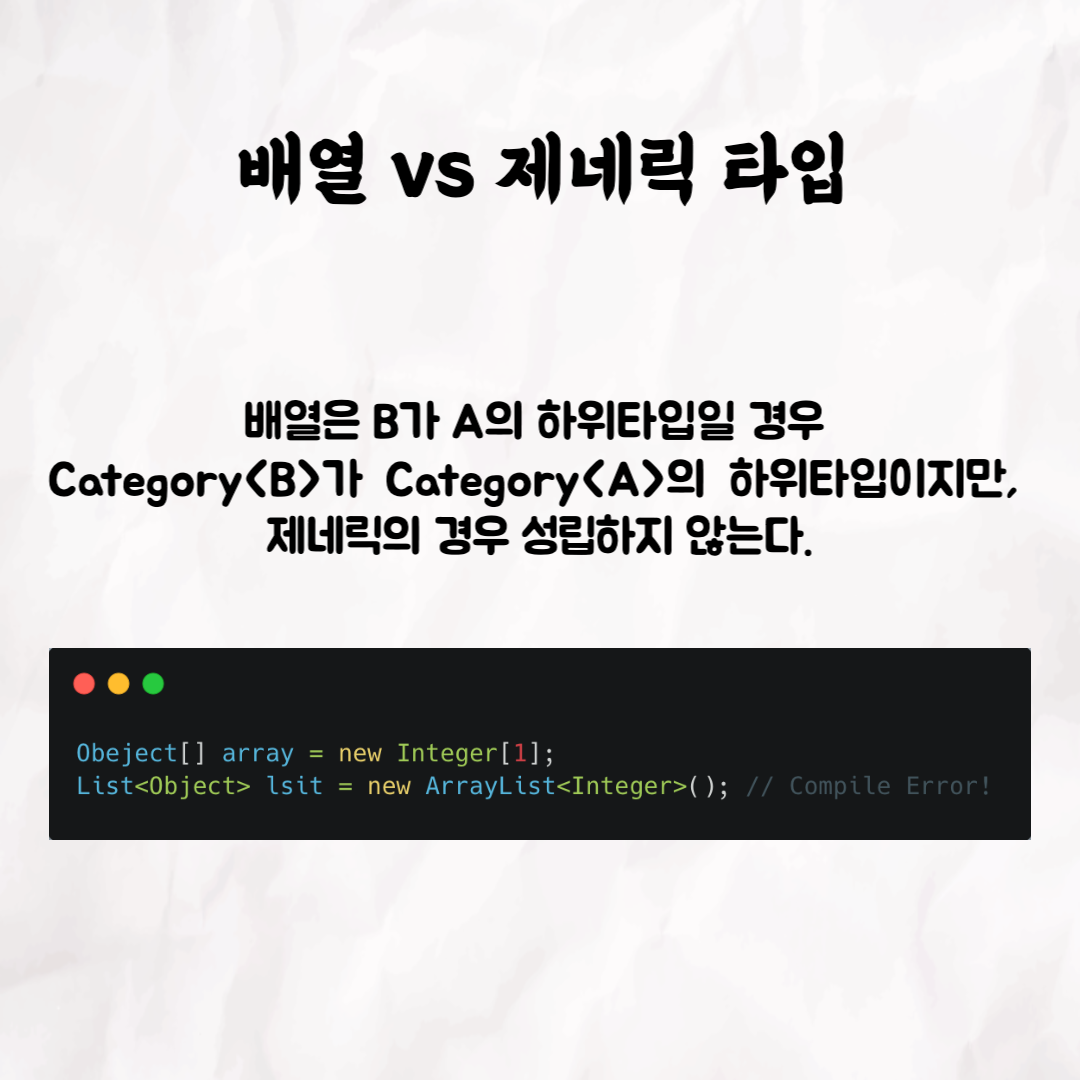 배열 vs 제네릭 타입
배열은 B가 A의 하위타입일 경우
Category<B>가 Category<A>의 하위타입이지만,
제네릭의 경우 성립하지 않는다.
Obeject[] array = new Integer[1];
List<Object> lsit = new ArrayList<Integer>(); // Compile Error!